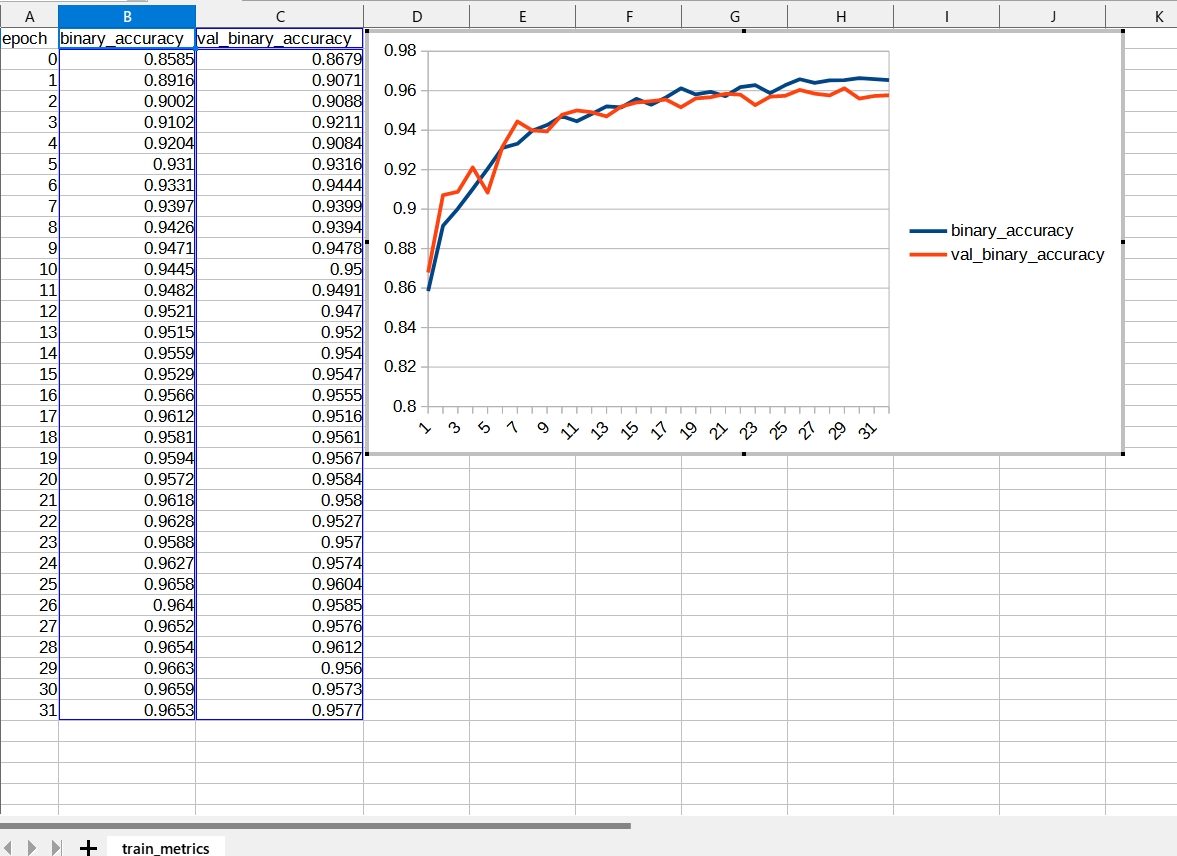 A B C D E F G H I J K
epoch binary_accuracy val_binary_accuracy
0 0.8585 0.8679
1 0.8916 0.9071
2 0.9002 0.9088
3 0.9102 0.9211
4 0.9204 0.9084
5 0.931 0.9316
6 0.9331 0.9444
7 0.9397 0.9399
8 0.9426 0.9394
9 0.9471 0.9478
10 0.9445 0.95
11 0.9482 0.9491
12 0.9521 0.947
13 0.9515 0.952
14 0.9559 0.954
15 0.9529 0.9547
16 0.9566 0.9555
17 0.9612 0.9516
18 0.9581 0.9561
19 0.9594 0.9567
20 0.9572 0.9584
21 0.9618 0.958
22 0.9628 0.9527
23 0.9588 0.957
24 0.9627 0.9574
25 0.9658 0.9604
26 0.964 0.9585
27 0.9652 0.9576
28 0.9654 0.9612
29 0.9663 0.956
30 0.9659 0.9573
31 0.9653 0.9577
0.98
0.96
0.94
0.92
0.9
0.88
0.86
0.84
0.82
0.8
1 3 5 7 9 11 13 15 17 19 21 23 25 27 29 31
binary_accuracy
val_binary_accuracy
train_metrics